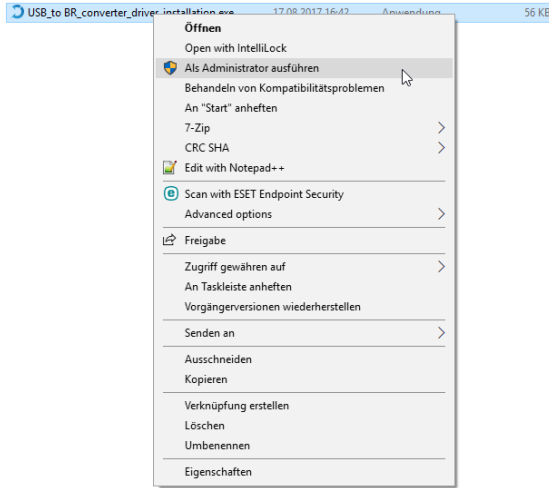 USB_to BR_converter_driver_installation.exe 17.08.2017 16:42 Anwendung 56 KB
Öffnen
Open with IntelliLock
Als Administrator ausführen
Behandeln von Kompatibilitätsproblemen
An "Start" anheften
7-Zip
CRC SHA
Edit with Notepad++
Scan with ESET Endpoint Security
Advanced options
Freigabe
Zugriff gewähren auf
An Taskleiste anheften
Vorgängerversionen wiederherstellen
Senden an
Ausschneiden
Kopieren
Verknüpfung erstellen
Löschen
Umbenennen
Eigenschaften